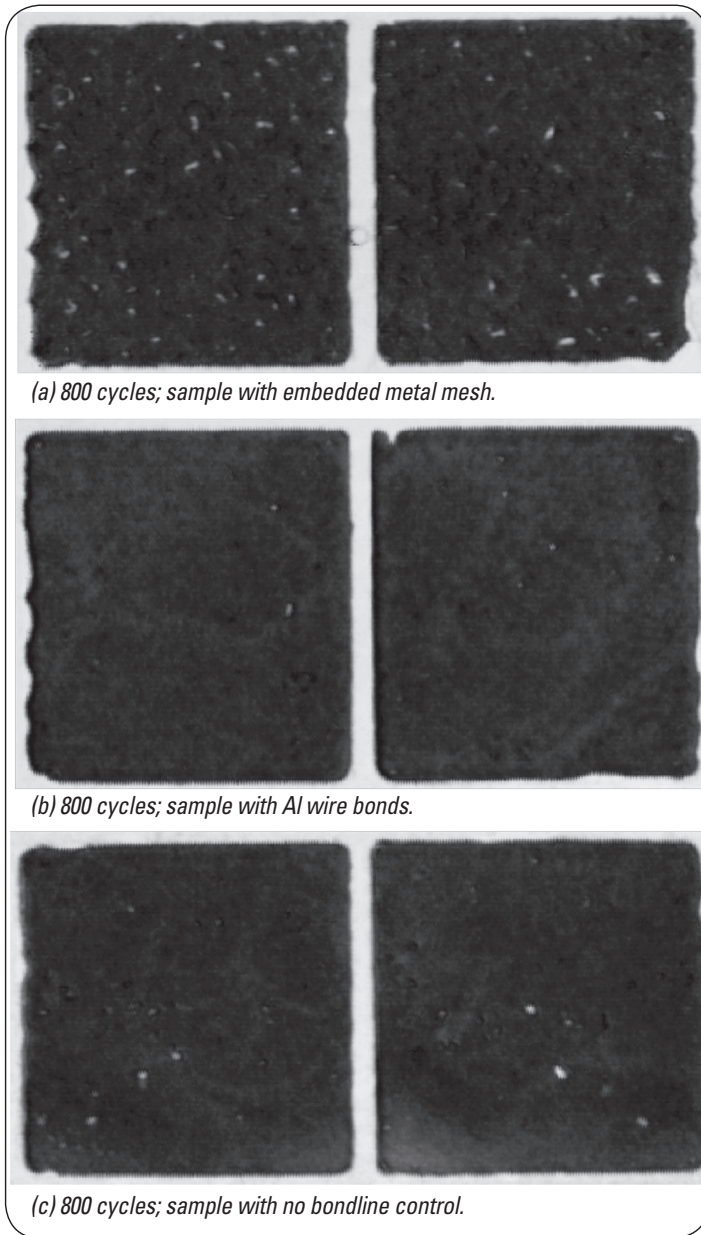 (a) 800 cycles; sample with embedded metal mesh.
(b) 800 cycles; sample with Al wire bonds.
(c) 800 cycles; sample with no bondline control.